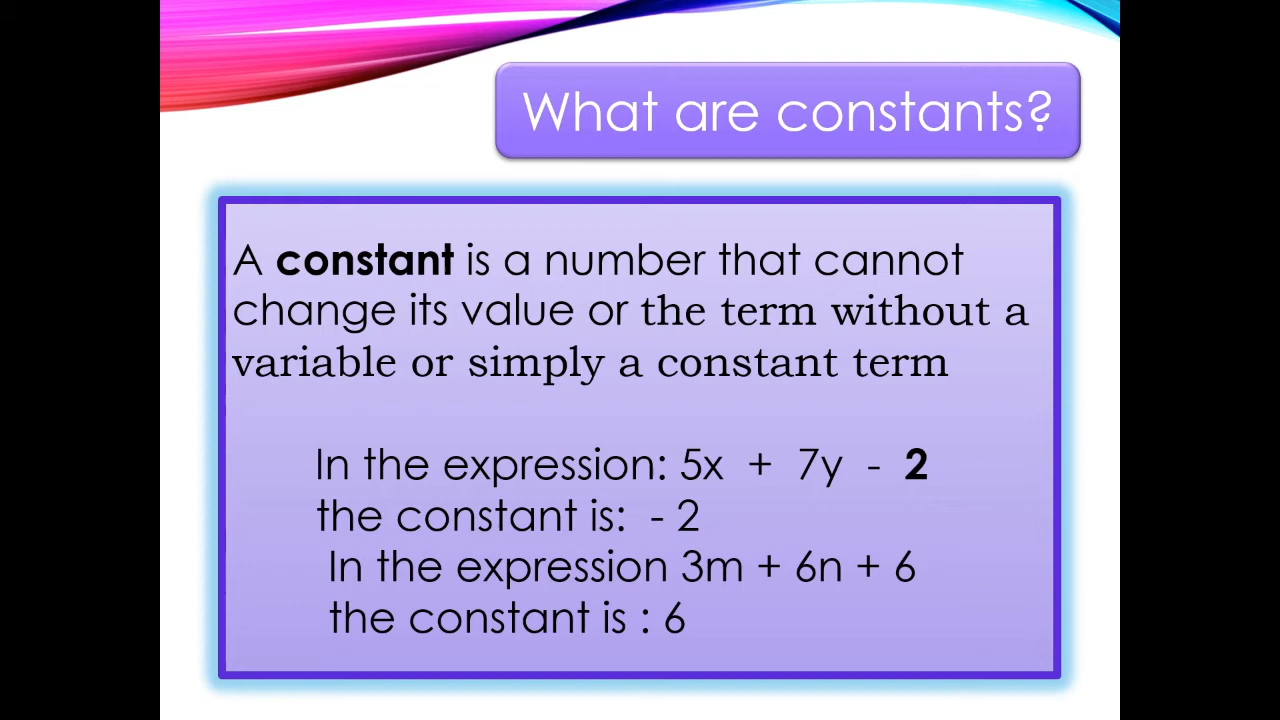 What are constants?
A constant is a number that cannot
change its value or the term without a
variable or simply a constant term
In the expression: 5x + 7y - 2
the constant is: - 2
In the expression 3m + 6n + 6
the constant is : 6